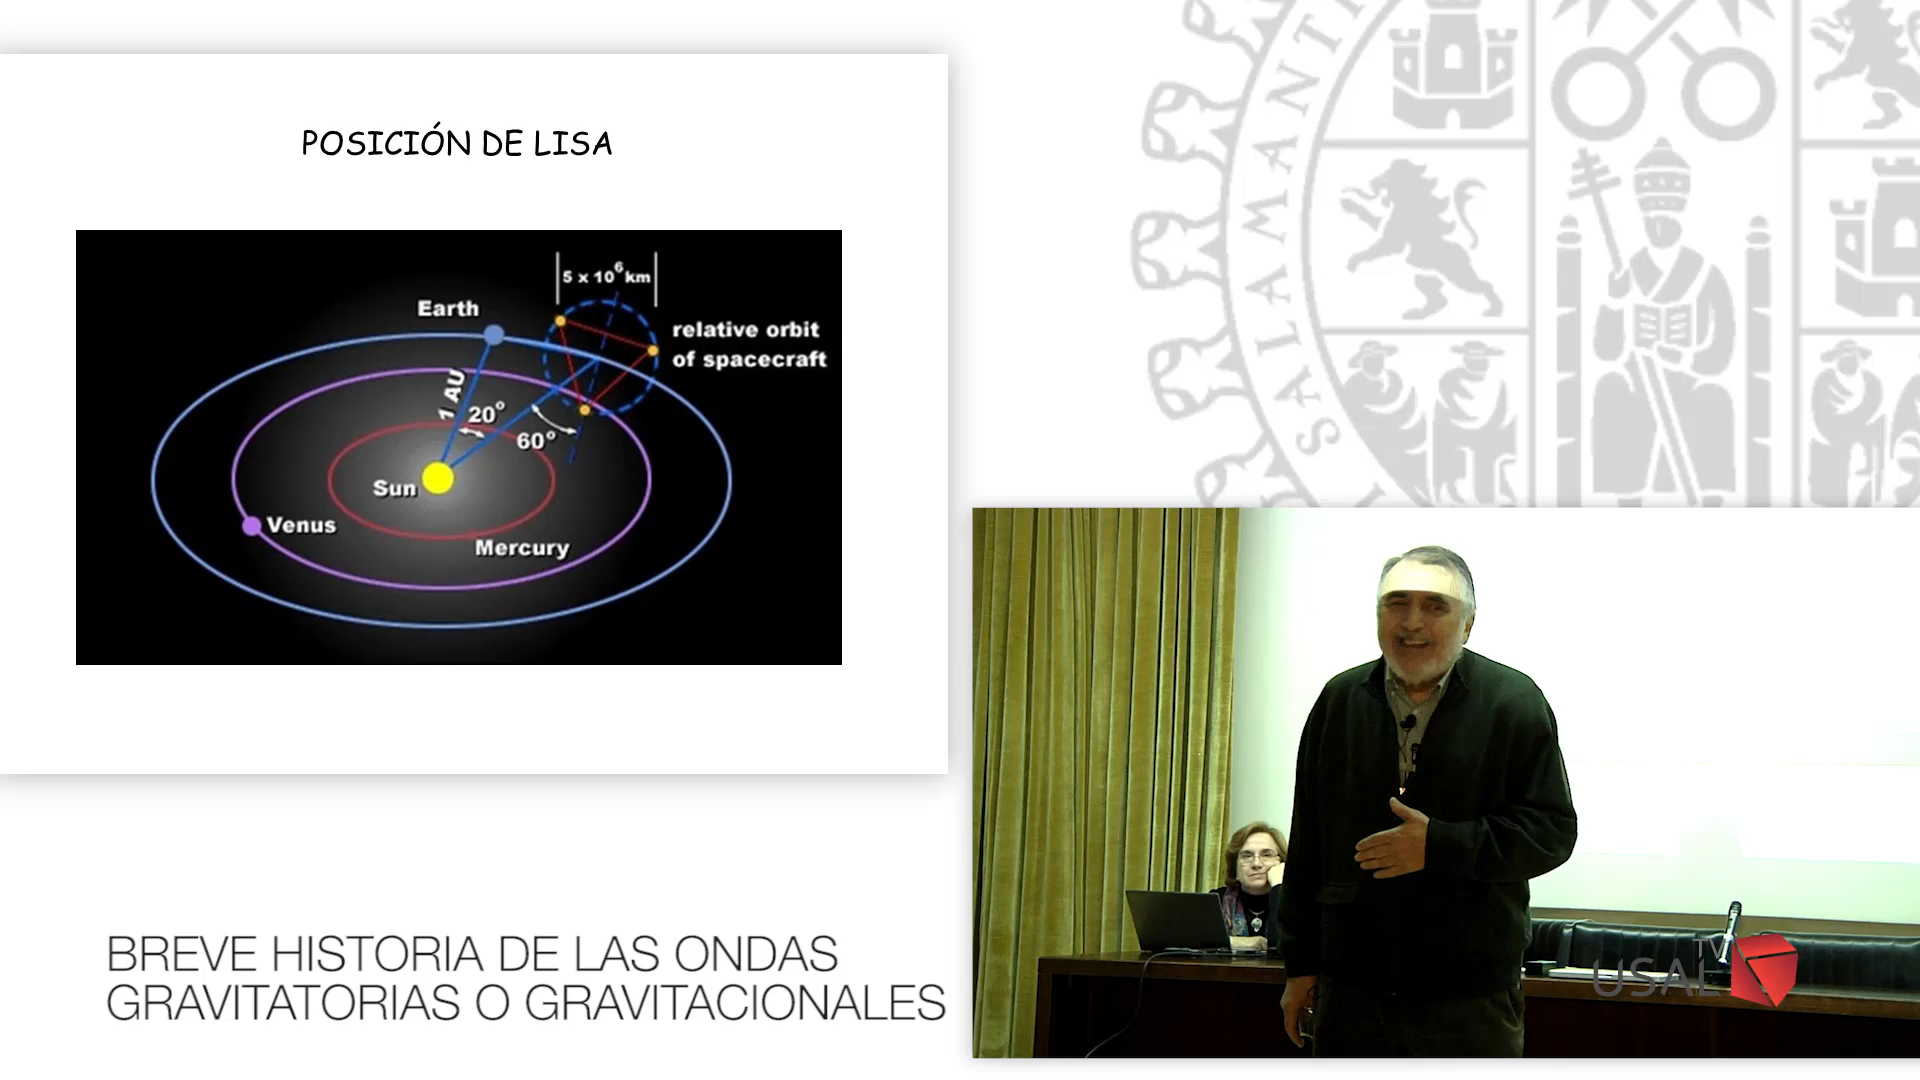 POSICIÓN DE LISA
5 x 10⁶ km
Earth
relative orbit
of spacecraft
1 AU
20°
60°
Sun
Venus
Mercury
SALAMANTI
BREVE HISTORIA DE LAS ONDAS
GRAVITATORIAS O GRAVITACIONALES
TV
USAL